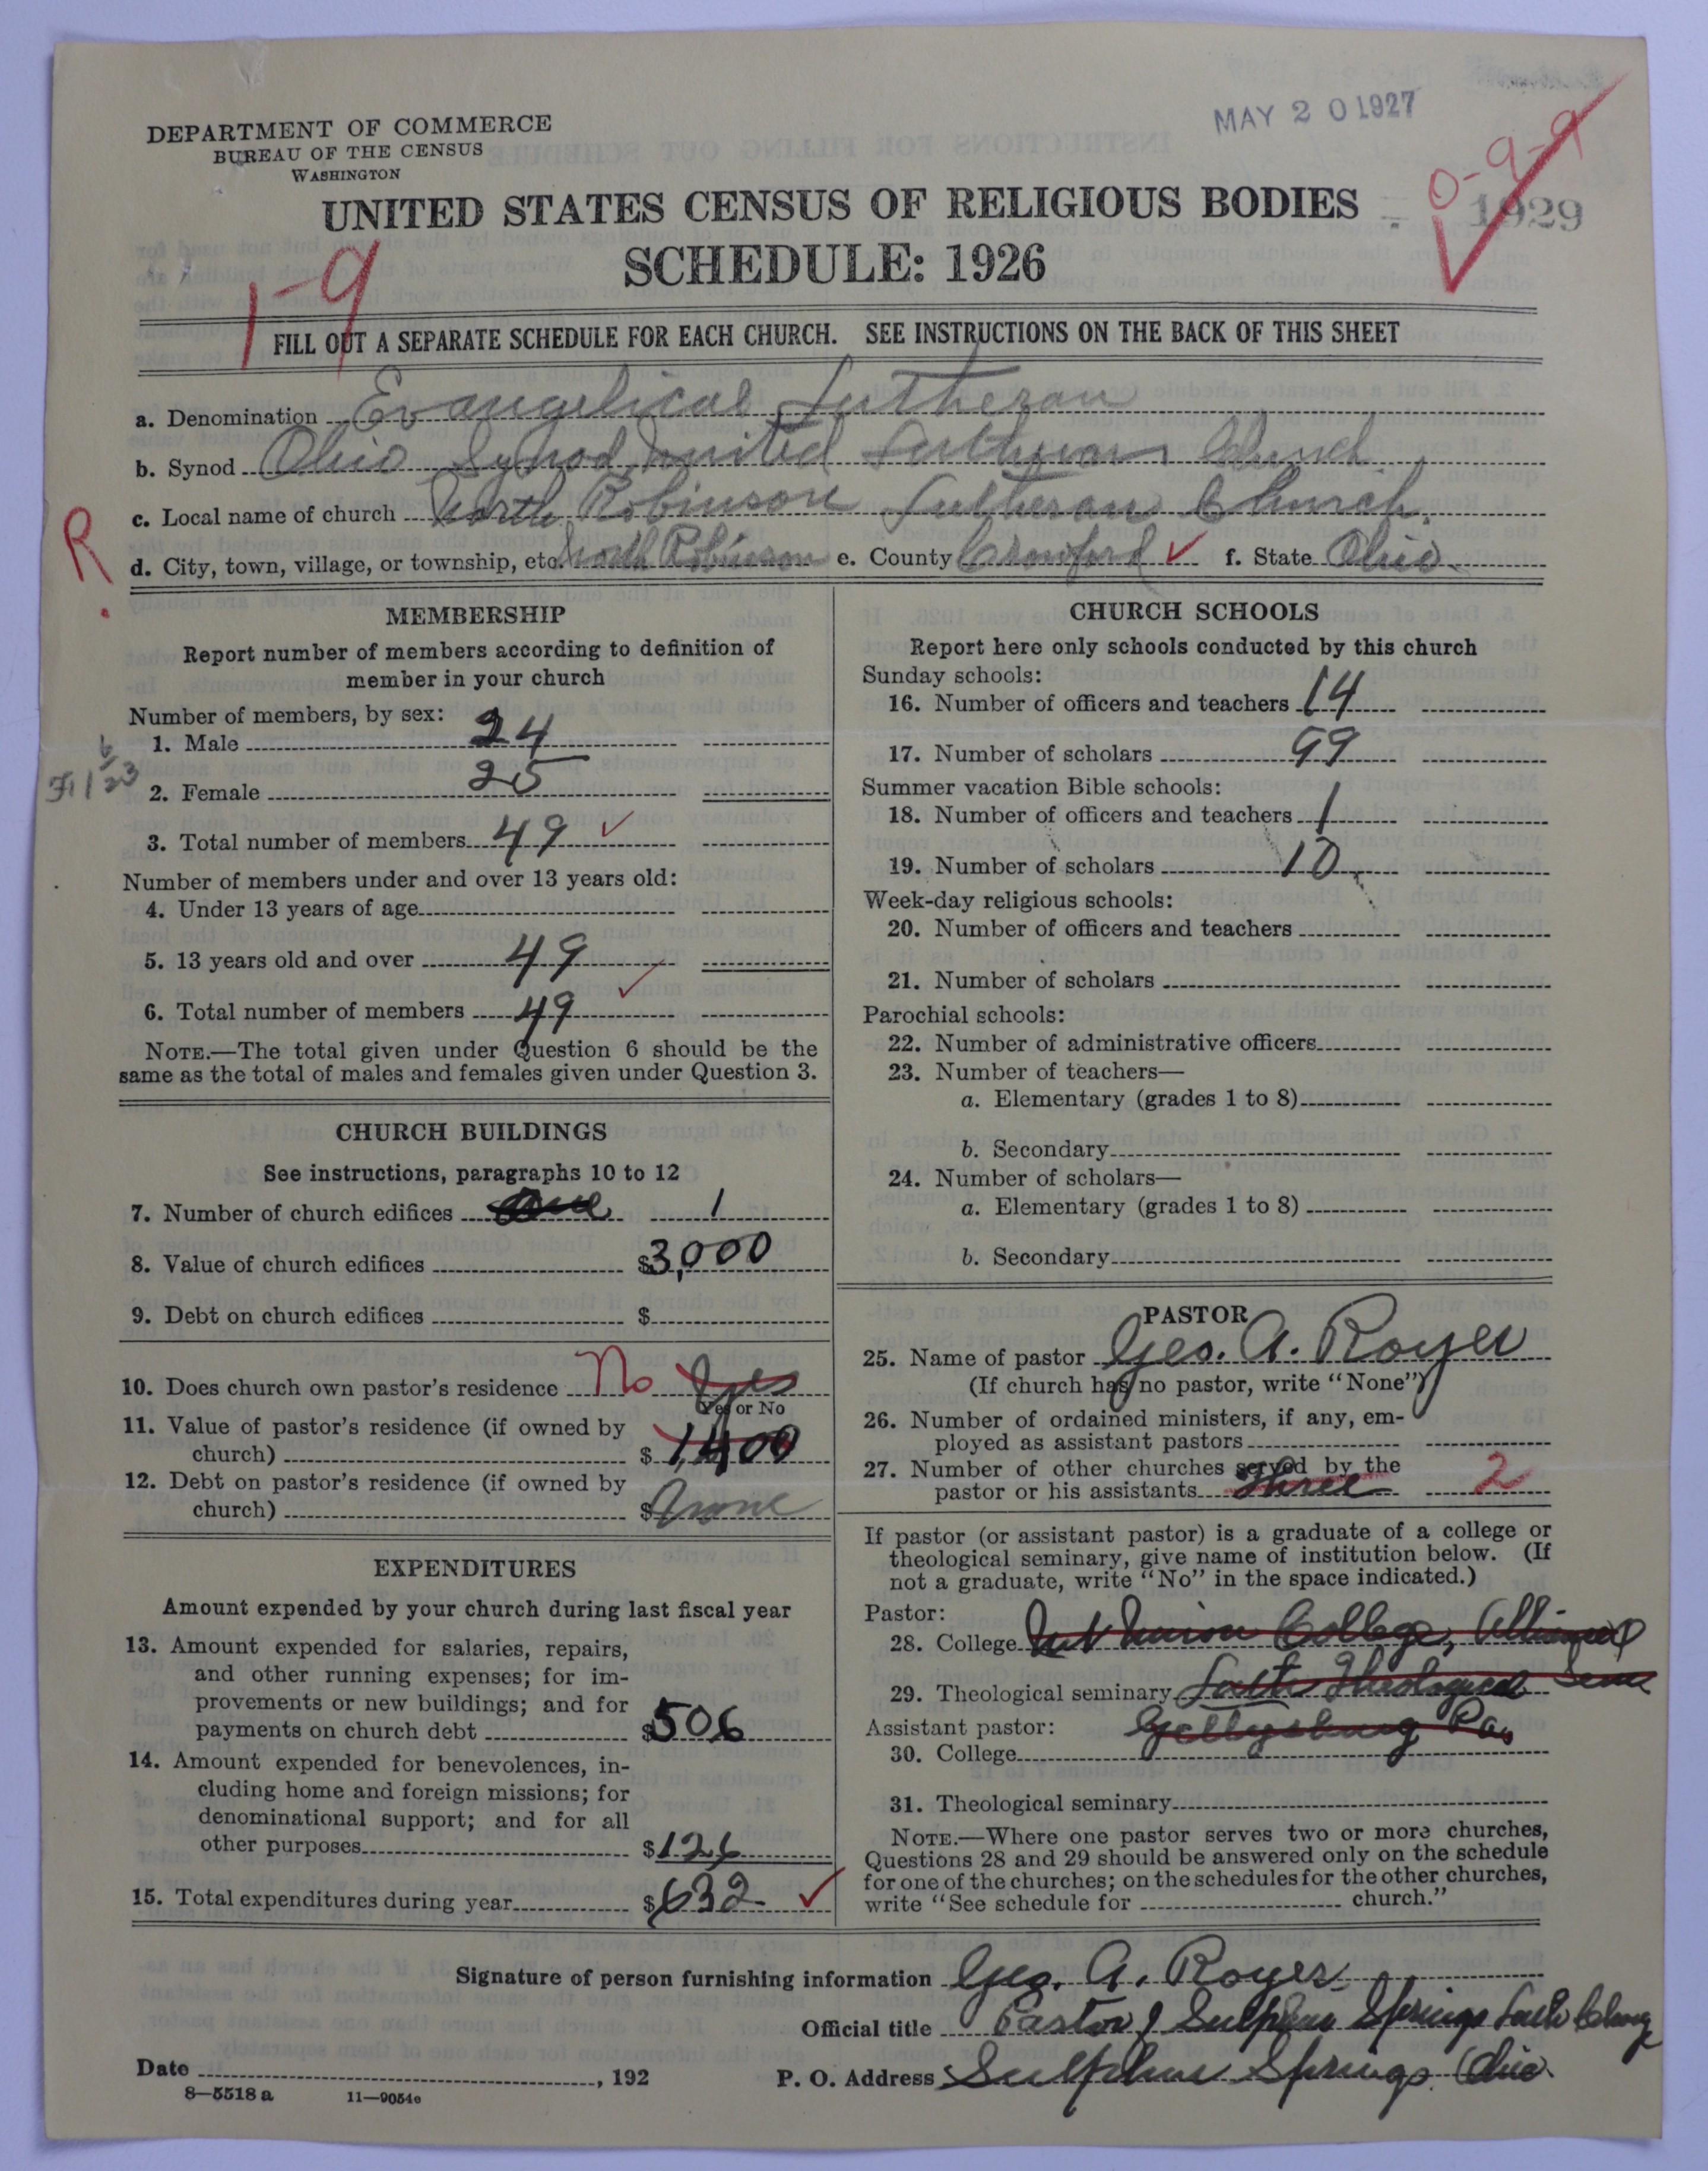 MAY 20 1927
DEPARTMENT OF COMMERCE
BUREAU OF THE CENSUS
WASHINGTON
0-9-9
1929
UNITED STATES CENSUS OF RELIGIOUS BODIES
SCHEDULE: 1926
1-9
FILL OUT A SEPARATE SCHEDULE FOR EACH CHURCH. SEE INSTRUCTIONS ON THE BACK OF THIS SHEET
a. Denomination Evangelical Lutheran
b. Synod Ohio Synod, United Lutheran Church
c. Local name of church North Robinson Lutheran Church.
R.
d. City, town, village, or township, etc. North Robinson e. County Crawford ✓ f. State Ohio.
MEMBERSHIP
Report number of members according to definition of
member in your church
Number of members, by sex:
1. Male 24
2. Female 25
3. Total number of members 49 ✓
Number of members under and over 13 years old:
4. Under 13 years of age
5. 13 years old and over 49
6. Total number of members 49 ✓
NOTE.—The total given under Question 6 should be the
same as the total of males and females given under Question 3.
CHURCH BUILDINGS
See instructions, paragraphs 10 to 12
7. Number of church edifices One 1
8. Value of church edifices $3,000
9. Debt on church edifices $
10. Does church own pastor's residence No Yes
Yes or No
11. Value of pastor's residence (if owned by
church) $1,400
12. Debt on pastor's residence (if owned by
church) $None
EXPENDITURES
Amount expended by your church during last fiscal year
13. Amount expended for salaries, repairs,
and other running expenses; for im-
provements or new buildings; and for
payments on church debt $506
14. Amount expended for benevolences, in-
cluding home and foreign missions; for
denominational support; and for all
other purposes $126
15. Total expenditures during year $632 ✓
CHURCH SCHOOLS
Report here only schools conducted by this church
Sunday schools:
16. Number of officers and teachers 14
17. Number of scholars 99
Summer vacation Bible schools:
18. Number of officers and teachers 1
19. Number of scholars 10
Week-day religious schools:
20. Number of officers and teachers
21. Number of scholars
Parochial schools:
22. Number of administrative officers
23. Number of teachers—
a. Elementary (grades 1 to 8)
b. Secondary
24. Number of scholars—
a. Elementary (grades 1 to 8)
b. Secondary
PASTOR
25. Name of pastor Geo. A. Royer
(If church has no pastor, write "None")
26. Number of ordained ministers, if any, em-
ployed as assistant pastors
27. Number of other churches served by the
pastor or his assistants Three 2
If pastor (or assistant pastor) is a graduate of a college or
theological seminary, give name of institution below. (If
not a graduate, write "No" in the space indicated.)
Pastor:
28. College Mt Union College, Alliance O
29. Theological seminary Luth Theological Sem
Assistant pastor: Gettysburg Pa,
30. College
31. Theological seminary
NOTE.—Where one pastor serves two or more churches,
Questions 28 and 29 should be answered only on the schedule
for one of the churches; on the schedules for the other churches,
write "See schedule for church."
Signature of person furnishing information Geo. A. Royer
Official title Pastor of Sulphur Springs Luth Charge
Date , 192 P. O. Address Sulphur Springs Ohio.
8—5518 a 11—9054e